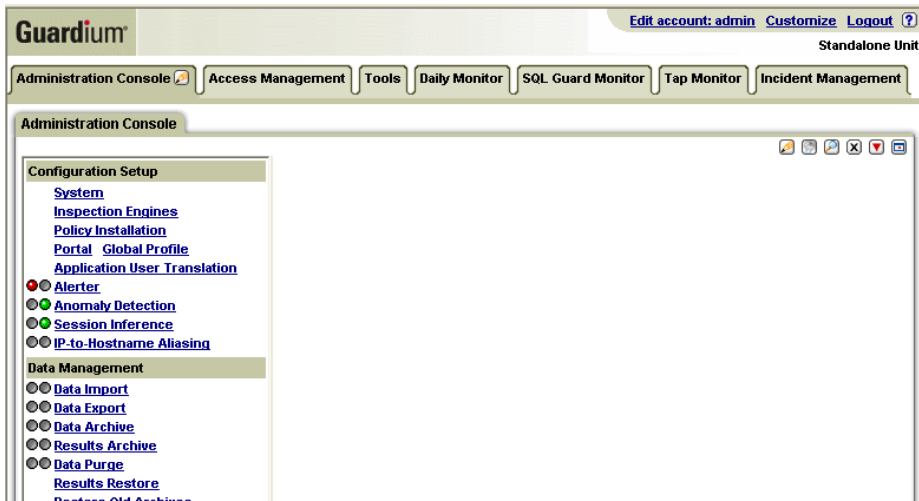 Guardium
Edit account: admin Customize Logout ?
Standalone Unit
Administration Console Access Management Tools Daily Monitor SQL Guard Monitor Tap Monitor Incident Management
Administration Console
Configuration Setup
System
Inspection Engines
Policy Installation
Portal Global Profile
Application User Translation
Alerter
Anomaly Detection
Session Inference
IP-to-Hostname Aliasing
Data Management
Data Import
Data Export
Data Archive
Results Archive
Data Purge
Results Restore
Restore Old Archives